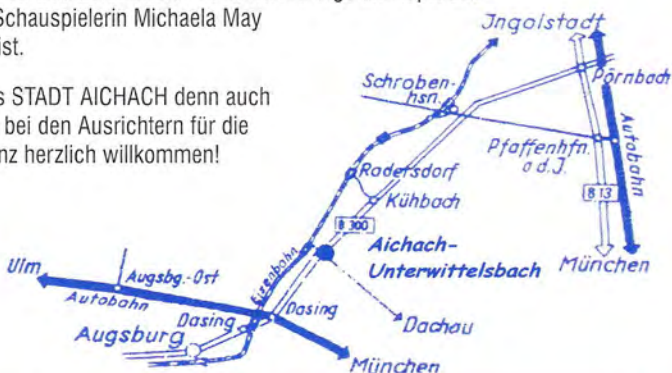 Schauspielerin Michaela May
ist.
s STADT AICHACH denn auch
bei den Ausrichtern für die
nz herzlich willkommen!
Ingolstadt
Schroben-
hsn.
Pörnbach
Pfaffenhfn.
a.d.J.
Autobahn
B 13
München
Radersdorf
Kühbach
B 300
Aichach-
Unterwittelsbach
Eisenbahn
Ulm
Augsbg.-Ost
Autobahn
Dasing
Dasing
Augsburg
Dachau
München